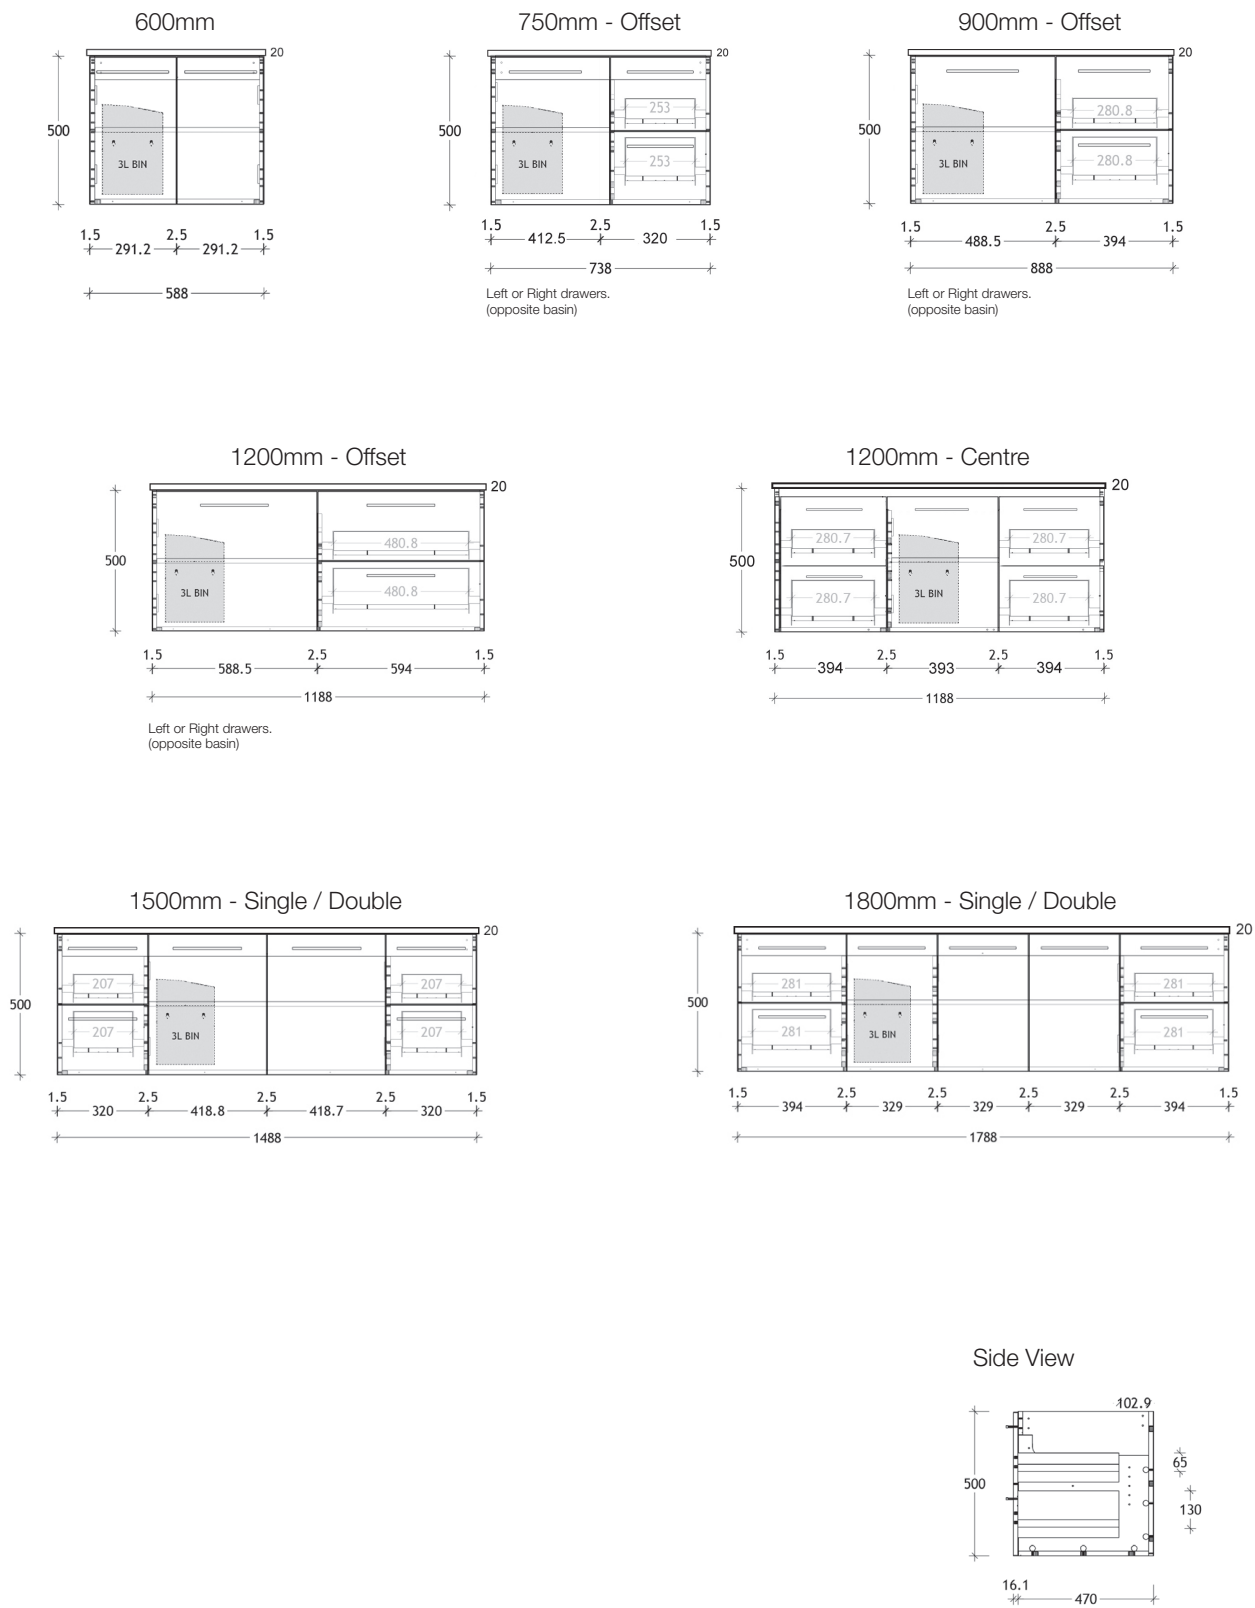 600mm
20
500
3L BIN
1.5 2.5 1.5
291.2 291.2
588
750mm - Offset
20
500
253
253
3L BIN
1.5 2.5 1.5
412.5 320
738
Left or Right drawers.
(opposite basin)
900mm - Offset
20
500
280.8
280.8
3L BIN
1.5 2.5 1.5
488.5 394
888
Left or Right drawers.
(opposite basin)
1200mm - Offset
20
500
480.8
480.8
3L BIN
1.5 2.5 1.5
588.5 594
1188
Left or Right drawers.
(opposite basin)
1200mm - Centre
20
500
280.7 280.7
280.7 3L BIN 280.7
1.5 2.5 2.5 1.5
394 393 394
1188
1500mm - Single / Double
20
500
207 207
207 3L BIN 207
1.5 2.5 2.5 2.5 1.5
320 418.8 418.7 320
1488
1800mm - Single / Double
20
500
281 281
281 3L BIN 281
1.5 2.5 2.5 2.5 2.5 1.5
394 329 329 329 394
1788
Side View
102.9
65
500
130
16.1
470